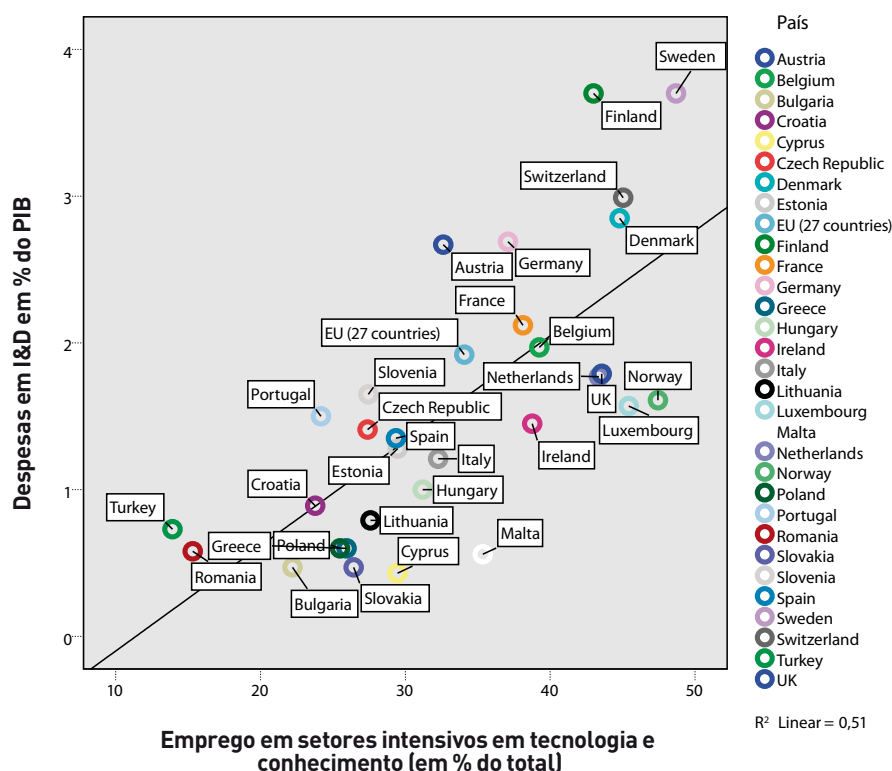 País
4
3
2
1
0
10
20
30
40
50
Despesas em I&D em % do PIB
Emprego em setores intensivos em tecnologia e
conhecimento (em % do total)
Sweden
Finland
Switzerland
Denmark
Austria
Germany
France
EU (27 countries)
Belgium
Slovenia
Netherlands
Norway
Portugal
Czech Republic
UK
Luxembourg
Spain
Estonia
Italy
Ireland
Croatia
Hungary
Turkey
Lithuania
Greece
Poland
Cyprus
Malta
Romania
Bulgaria
Slovakia
Austria
Belgium
Bulgaria
Croatia
Cyprus
Czech Republic
Denmark
Estonia
EU (27 countries)
Finland
France
Germany
Greece
Hungary
Ireland
Italy
Lithuania
Luxembourg
Malta
Netherlands
Norway
Poland
Portugal
Romania
Slovakia
Slovenia
Spain
Sweden
Switzerland
Turkey
UK
R² Linear = 0,51